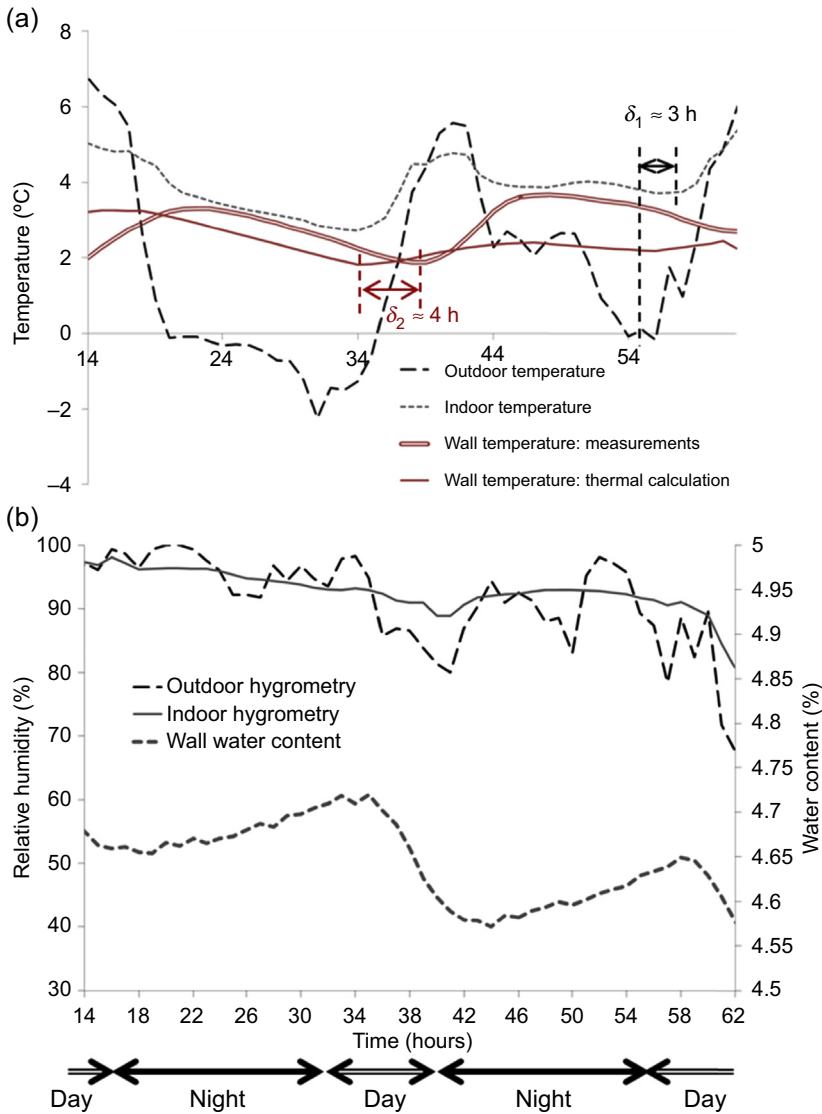 (a)
8
6
4
2
0
–2
–4
Temperature (ºC)
14
24
34
44
54
δ1 ≈ 3 h
δ2 ≈ 4 h
Outdoor temperature
Indoor temperature
Wall temperature: measurements
Wall temperature: thermal calculation
(b)
100
90
80
70
60
50
40
30
Relative humidity (%)
5
4.95
4.9
4.85
4.8
4.75
4.7
4.65
4.6
4.55
4.5
Water content (%)
Outdoor hygrometry
Indoor hygrometry
Wall water content
14 18 22 26 30 34 38 42 46 50 54 58 62
Time (hours)
Day Night Day Night Day